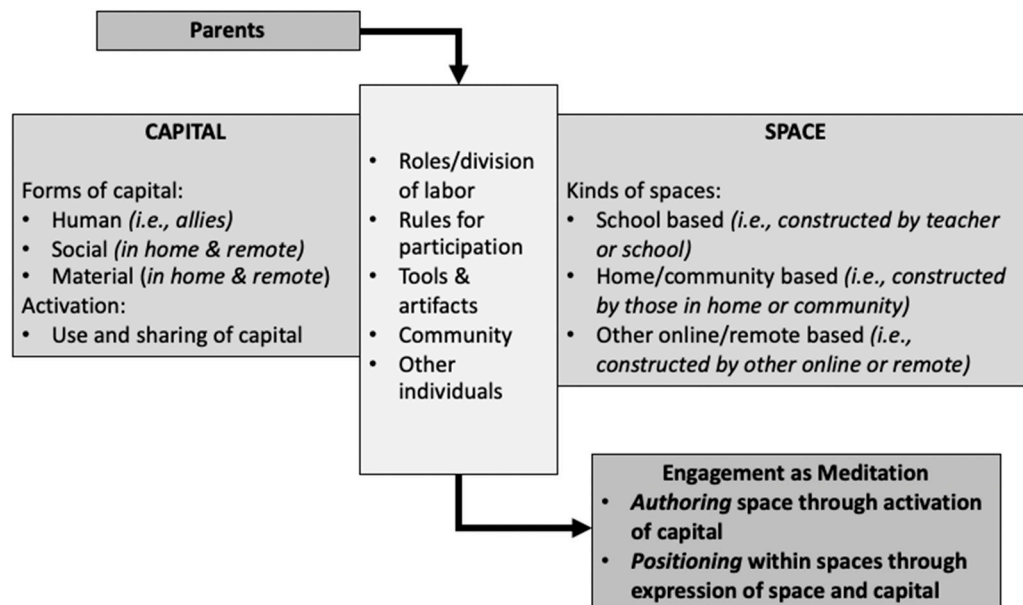 Parents
CAPITAL
Forms of capital:
• Human (i.e., allies)
• Social (in home & remote)
• Material (in home & remote)
Activation:
• Use and sharing of capital
• Roles/division
of labor
• Rules for
participation
• Tools &
artifacts
• Community
• Other
individuals
SPACE
Kinds of spaces:
• School based (i.e., constructed by teacher
or school)
• Home/community based (i.e., constructed
by those in home or community)
• Other online/remote based (i.e.,
constructed by other online or remote)
Engagement as Meditation
• Authoring space through activation
of capital
• Positioning within spaces through
expression of space and capital